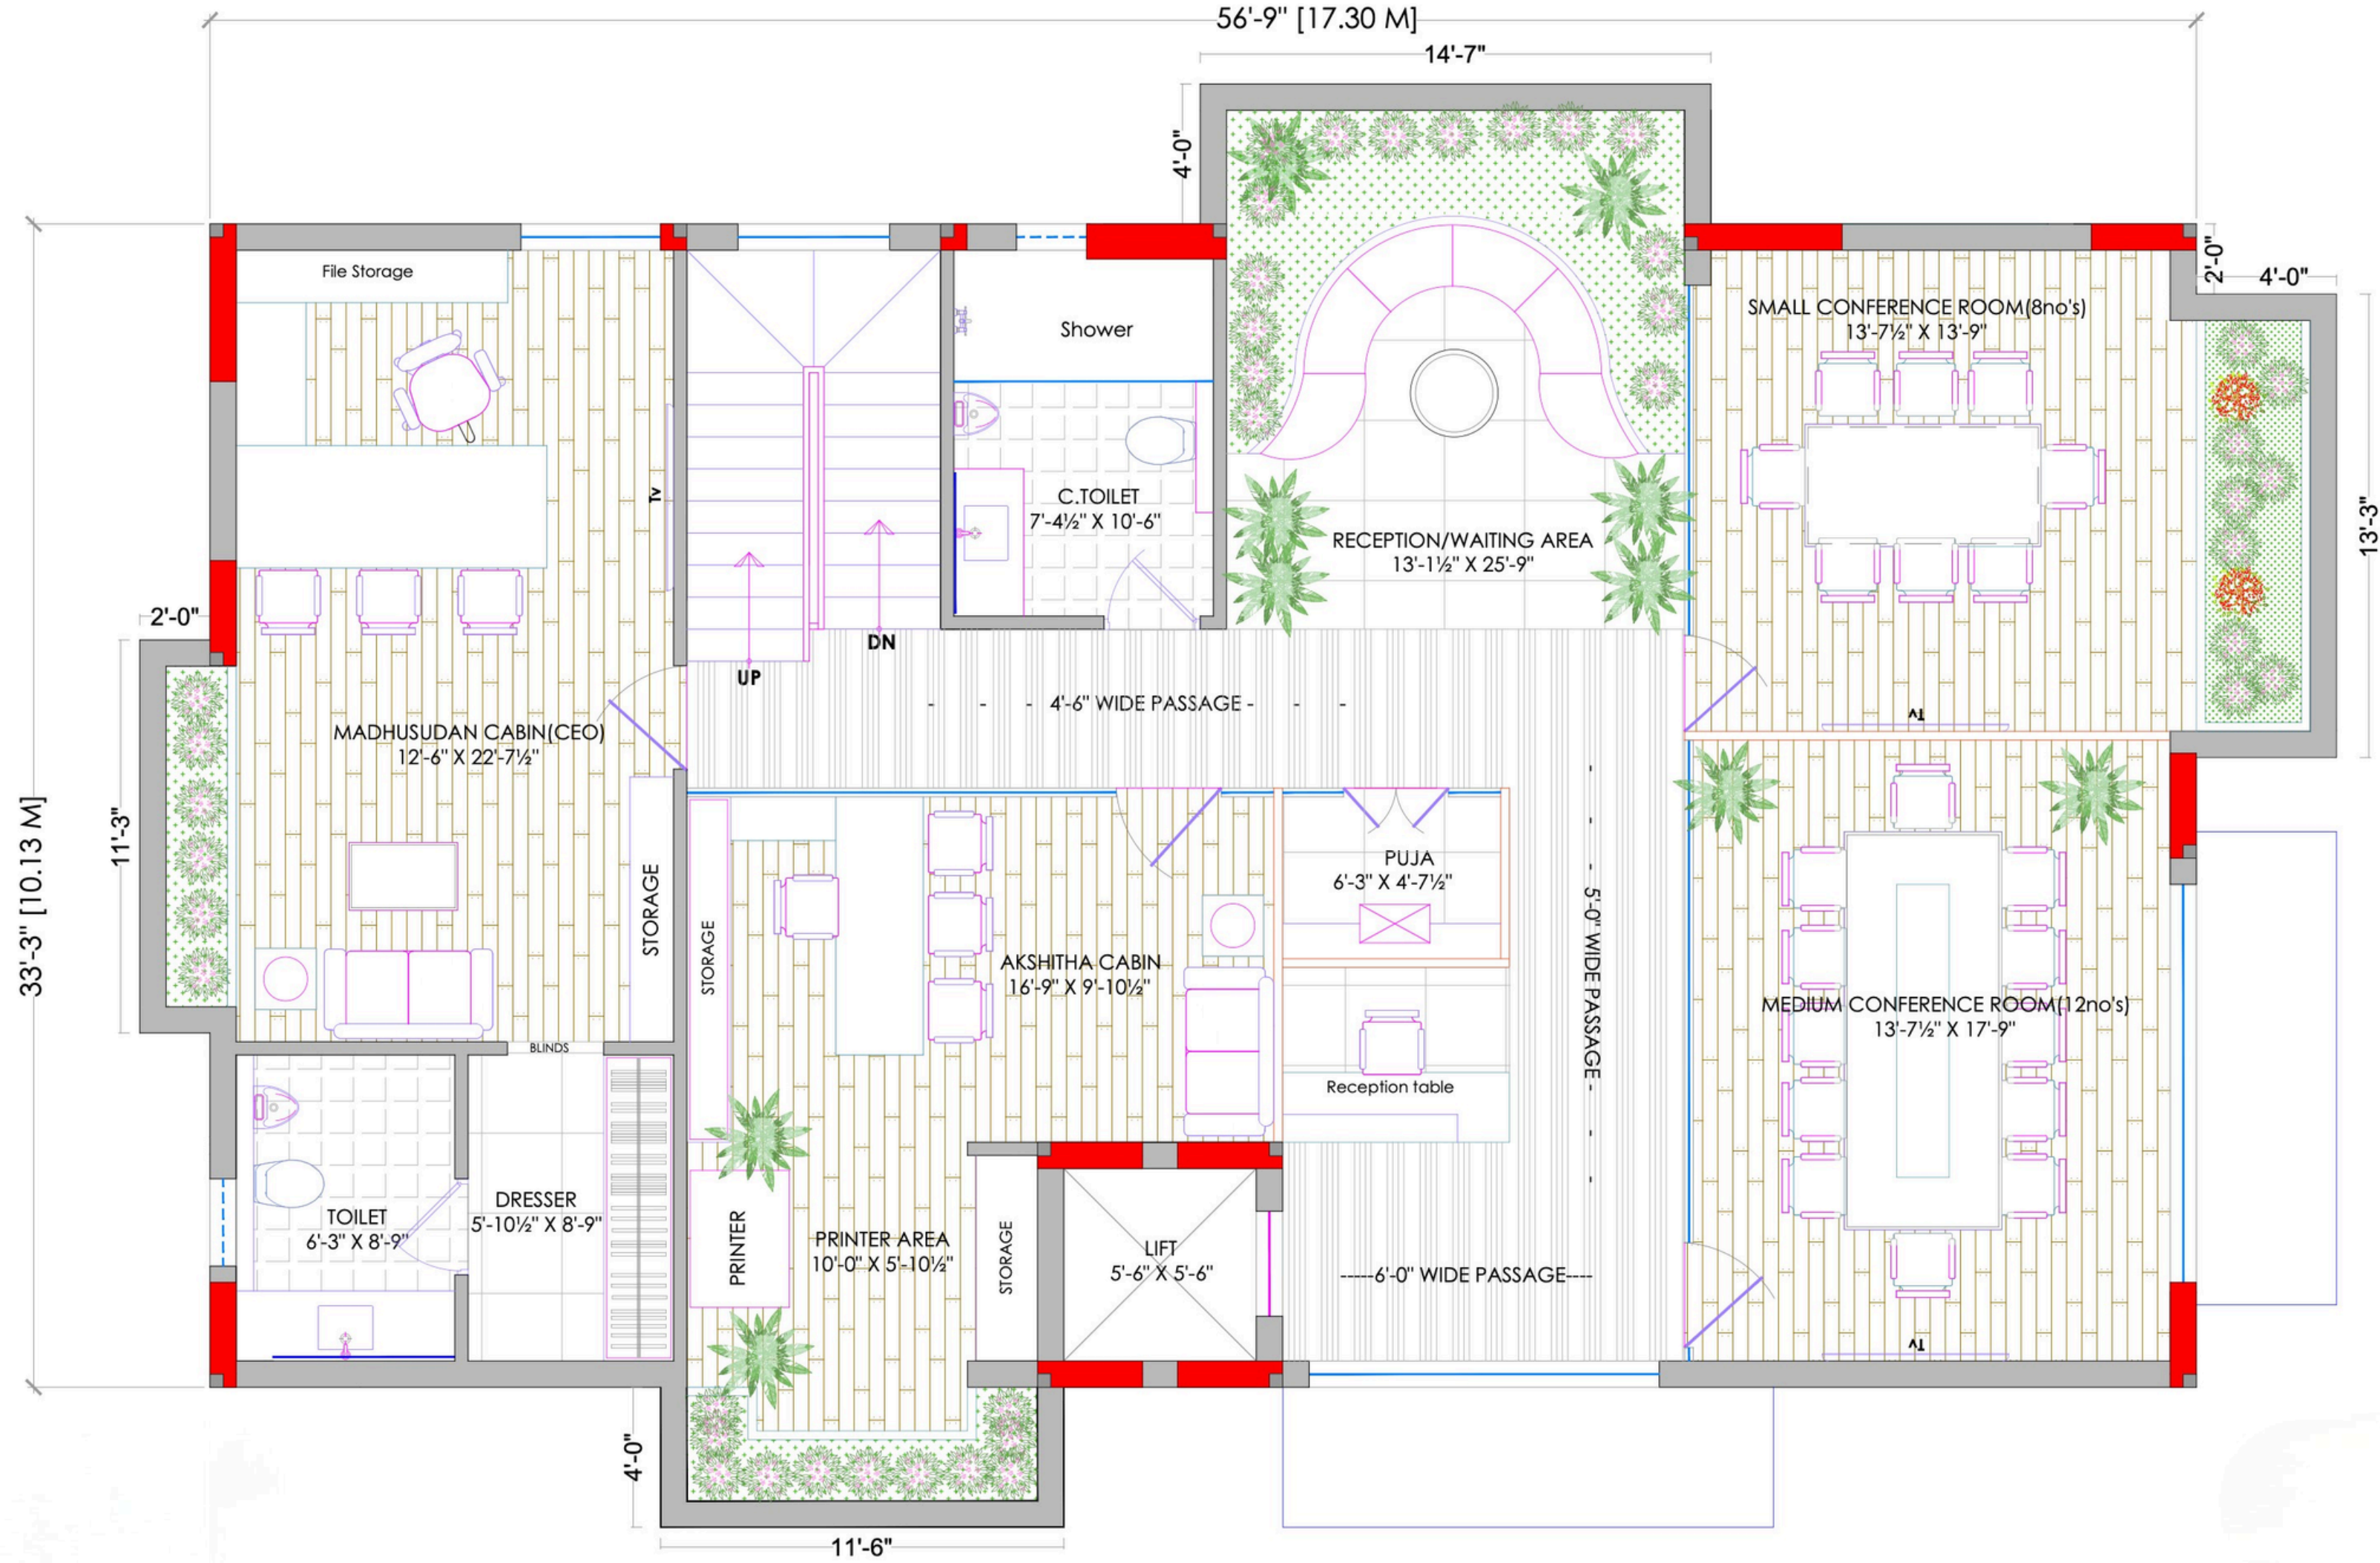 56'-9" [17.30 M]
14'-7"
4'-0"
File Storage
Shower
SMALL CONFERENCE ROOM(8no's)
13'-7½" X 13'-9"
2'-0"
4'-0"
Tv
C.TOILET
7'-4½" X 10'-6"
RECEPTION/WAITING AREA
13'-1½" X 25'-9"
13'-3"
2'-0"
DN
UP
- - - 4'-6" WIDE PASSAGE - - -
Tv
MADHUSUDAN CABIN(CEO)
12'-6" X 22'-7½"
33'-3" [10.13 M]
11'-3"
STORAGE
STORAGE
AKSHITHA CABIN
16'-9" X 9'-10½"
PUJA
6'-3" X 4'-7½"
- - - 5'-0" WIDE PASSAGE - - -
MEDIUM CONFERENCE ROOM(12no's)
13'-7½" X 17'-9"
BLINDS
Reception table
TOILET
6'-3" X 8'-9"
DRESSER
5'-10½" X 8'-9"
PRINTER
PRINTER AREA
10'-0" X 5'-10½"
STORAGE
LIFT
5'-6" X 5'-6"
-----6'-0" WIDE PASSAGE----
Tv
4'-0"
11'-6"